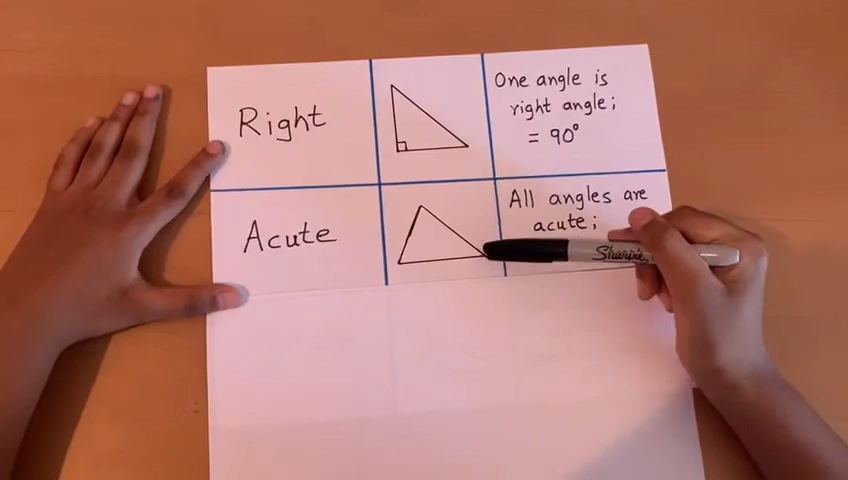 Right
One angle is
right angle;
= 90°
Acute
All angles are
acute;
Sharpie